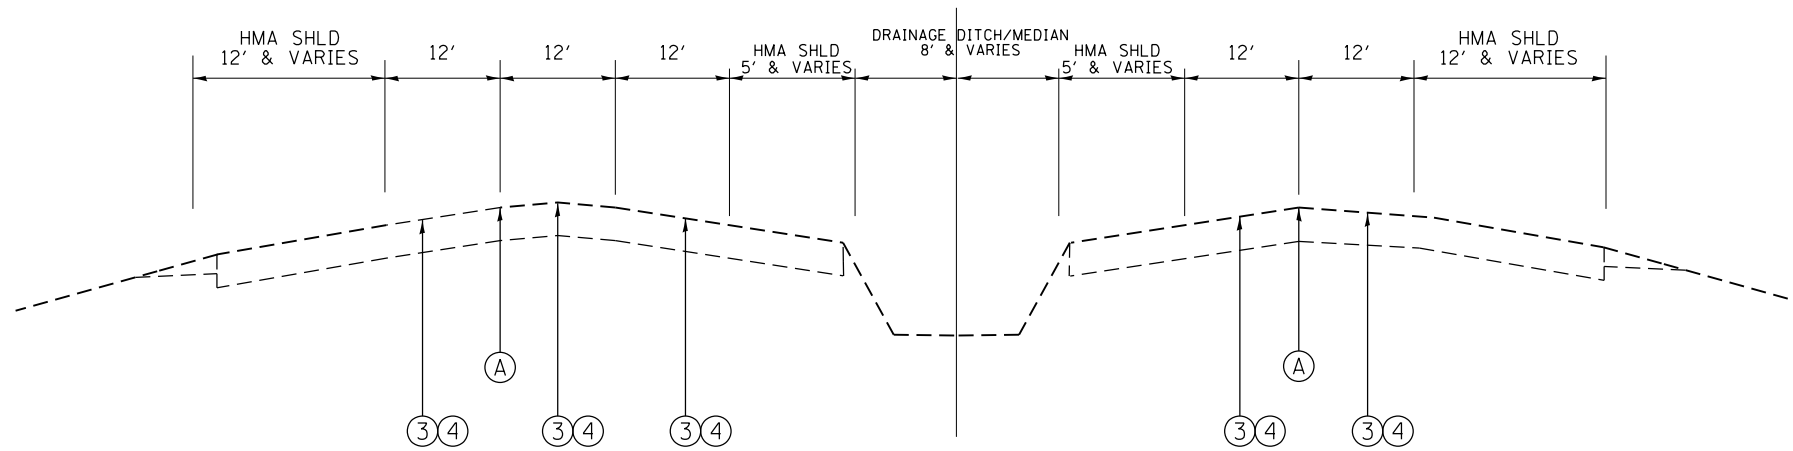 HMA SHLD
12' & VARIES
12'
12'
12'
HMA SHLD
5' & VARIES
DRAINAGE DITCH/MEDIAN
8' & VARIES
HMA SHLD
5' & VARIES
12'
12'
HMA SHLD
12' & VARIES
A
A
3 4
3 4
3 4
3 4
3 4